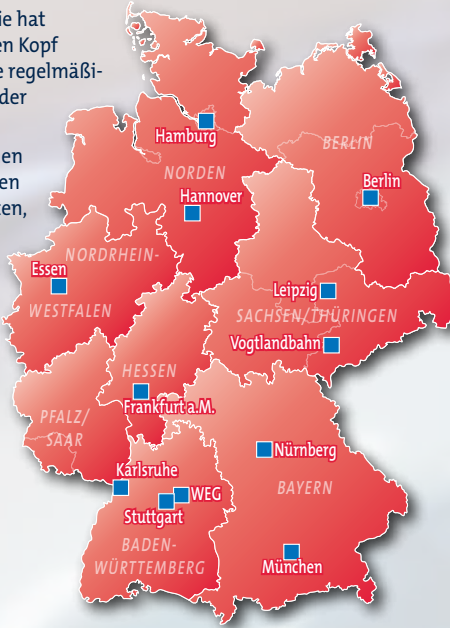 ie hat
en Kopf
e regelmäßi-
der
en
en
ten,
Hamburg
BERLIN
NORDEN
Berlin
Hannover
NORDRHEIN-
WESTFALEN
Essen
Leipzig
SACHSEN/THÜRINGEN
Vogtlandbahn
HESSEN
Frankfurt a.M.
PFALZ/
SAAR
Karlsruhe
Nürnberg
WEG
Stuttgart
BAYERN
BADEN-
WÜRTTEMBERG
München